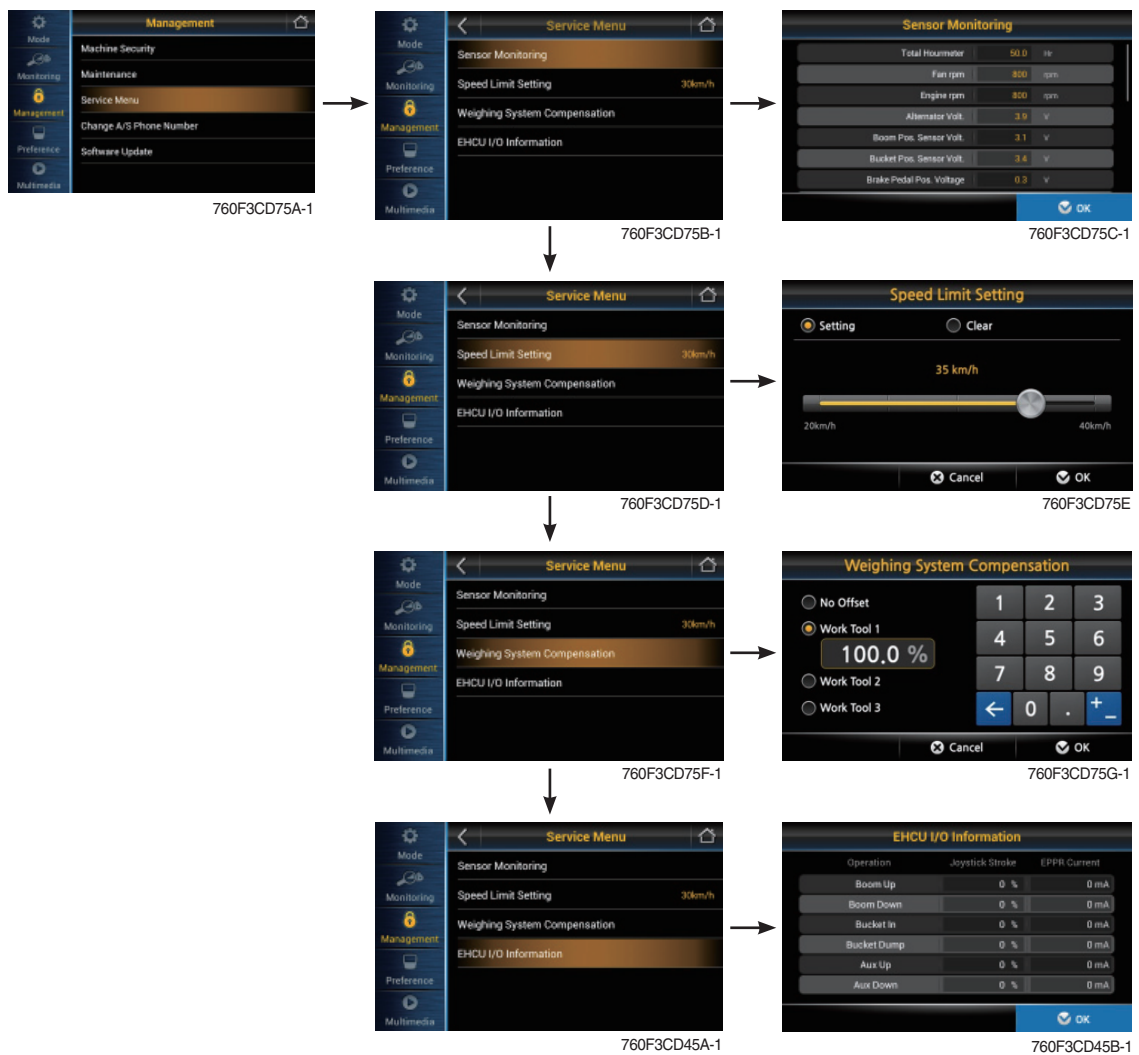 Management
Mode
Monitoring
Management
Preference
Multimedia
Machine Security
Maintenance
Service Menu
Change A/S Phone Number
Software Update
760F3CD75A-1
Service Menu
Mode
Monitoring
Management
Preference
Multimedia
Sensor Monitoring
Speed Limit Setting 30km/h
Weighing System Compensation
EHCU I/O Information
760F3CD75B-1
Sensor Monitoring
Total Hourmeter 50.0 Hr
Fan rpm 800 rpm
Engine rpm 800 rpm
Alternator Volt. 3.9 V
Boom Pos. Sensor Volt. 3.1 V
Bucket Pos. Sensor Volt. 3.4 V
Brake Pedal Pos. Voltage 0.3 V
OK
760F3CD75C-1
Service Menu
Mode
Monitoring
Management
Preference
Multimedia
Sensor Monitoring
Speed Limit Setting 30km/h
Weighing System Compensation
EHCU I/O Information
760F3CD75D-1
Speed Limit Setting
Setting Clear
35 km/h
20km/h 40km/h
Cancel OK
760F3CD75E
Service Menu
Mode
Monitoring
Management
Preference
Multimedia
Sensor Monitoring
Speed Limit Setting 30km/h
Weighing System Compensation
EHCU I/O Information
760F3CD75F-1
Weighing System Compensation
No Offset
Work Tool 1
100.0 %
Work Tool 2
Work Tool 3
1 2 3
4 5 6
7 8 9
← 0 . +_
Cancel OK
760F3CD75G-1
Service Menu
Mode
Monitoring
Management
Preference
Multimedia
Sensor Monitoring
Speed Limit Setting 30km/h
Weighing System Compensation
EHCU I/O Information
760F3CD45A-1
EHCU I/O Information
Operation Joystick Stroke EPPR Current
Boom Up 0 % 0 mA
Boom Down 0 % 0 mA
Bucket In 0 % 0 mA
Bucket Dump 0 % 0 mA
Aux Up 0 % 0 mA
Aux Down 0 % 0 mA
OK
760F3CD45B-1